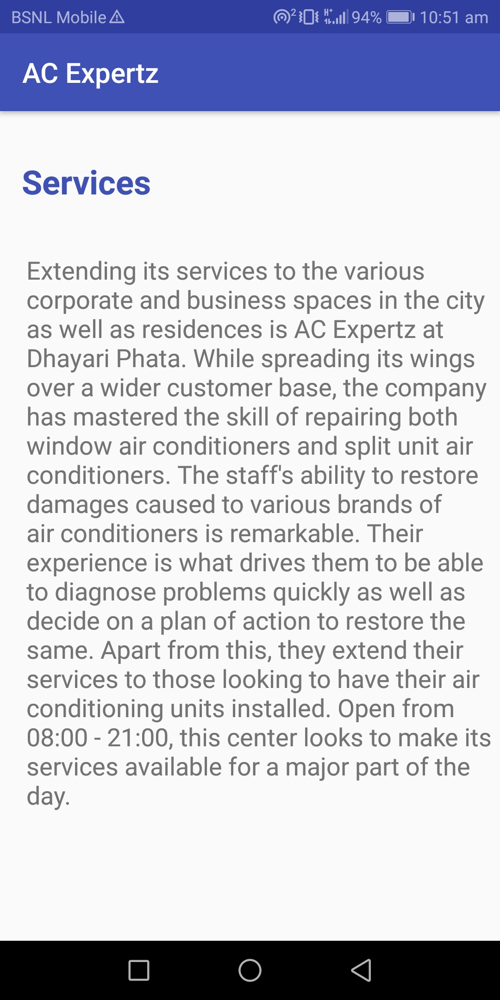 BSNL Mobile
2 H+ 94% 10:51 am
AC Expertz
Services
Extending its services to the various
corporate and business spaces in the city
as well as residences is AC Expertz at
Dhayari Phata. While spreading its wings
over a wider customer base, the company
has mastered the skill of repairing both
window air conditioners and split unit air
conditioners. The staff's ability to restore
damages caused to various brands of
air conditioners is remarkable. Their
experience is what drives them to be able
to diagnose problems quickly as well as
decide on a plan of action to restore the
same. Apart from this, they extend their
services to those looking to have their air
conditioning units installed. Open from
08:00 - 21:00, this center looks to make its
services available for a major part of the
day.